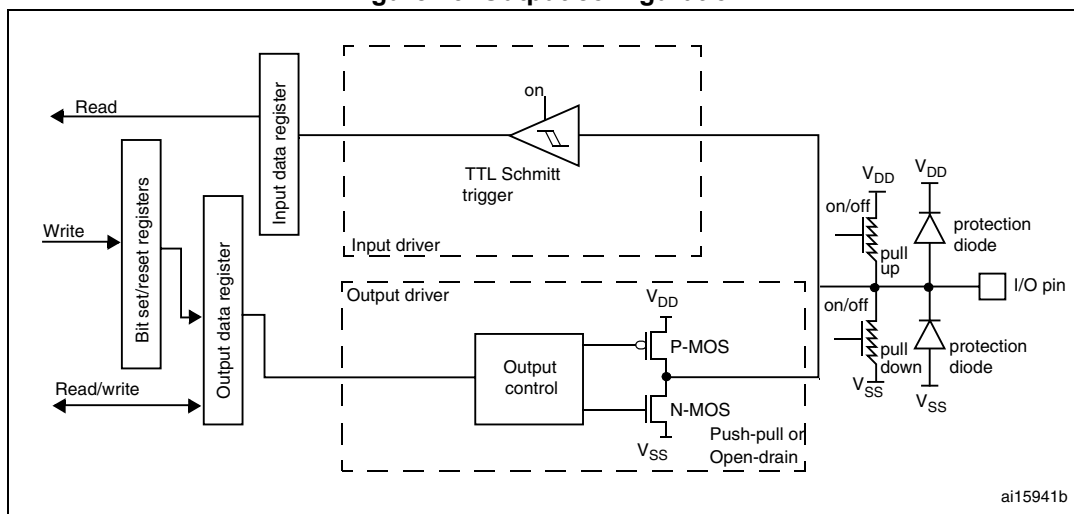 Read
Input data register
on
TTL Schmitt
trigger
Input driver
Write
Bit set/reset registers
Output data register
Read/write
Output driver
VDD
P-MOS
Output
control
N-MOS
VSS
Push-pull or
Open-drain
VDD
on/off
pull
up
VDD
protection
diode
I/O pin
on/off
pull
down
VSS
protection
diode
VSS
ai15941b